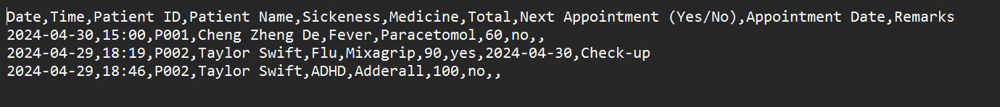 Date,Time,Patient ID,Patient Name,Sickeness,Medicine,Total,Next Appointment (Yes/No),Appointment Date,Remarks
2024-04-30,15:00,P001,Cheng Zheng De,Fever,Paracetomol,60,no,,
2024-04-29,18:19,P002,Taylor Swift,Flu,Mixagrip,90,yes,2024-04-30,Check-up
2024-04-29,18:46,P002,Taylor Swift,ADHD,Adderall,100,no,,